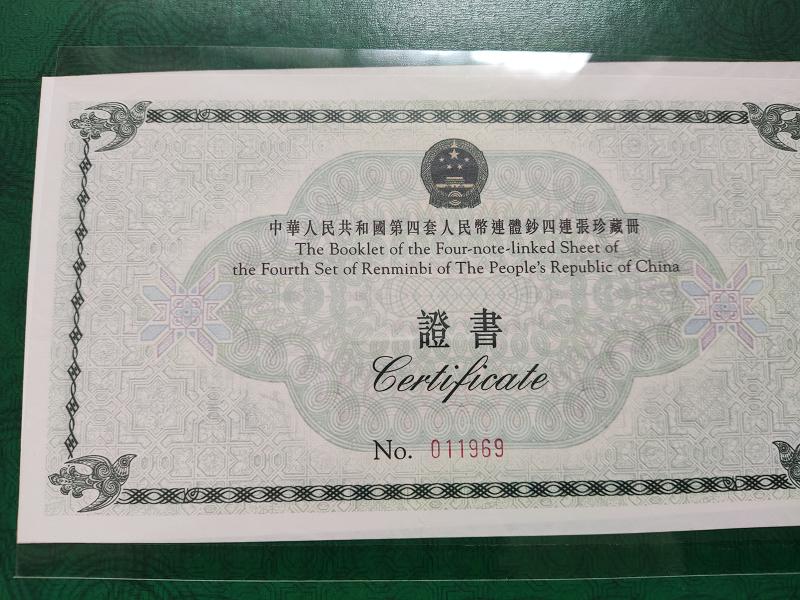 中華人民共和國第四套人民幣連體鈔四連張珍藏冊
The Booklet of the Four-note-linked Sheet of
the Fourth Set of Renminbi of The People's Republic of China
證書
Certificate
No. 011969